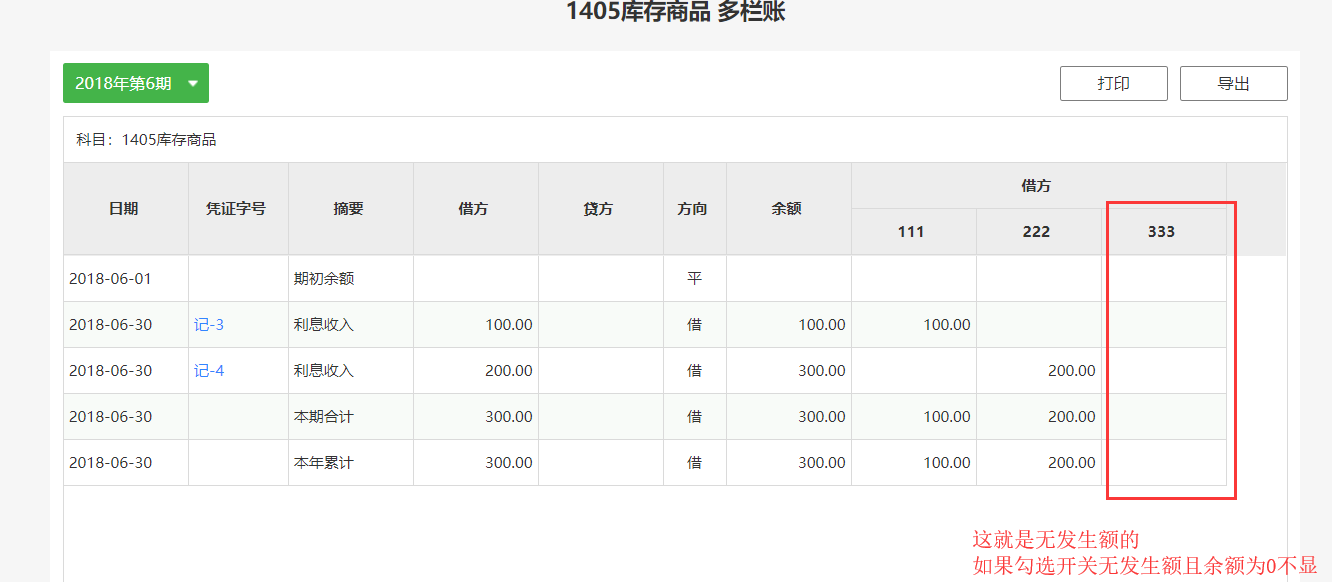 1405库存商品 多栏账
2018年第6期
打印 导出
科目：1405库存商品
日期 凭证字号 摘要 借方 贷方 方向 余额 借方
111 222 333
2018-06-01 期初余额 平
2018-06-30 记-3 利息收入 100.00 借 100.00 100.00
2018-06-30 记-4 利息收入 200.00 借 300.00 200.00
2018-06-30 本期合计 300.00 借 300.00 100.00 200.00
2018-06-30 本年累计 300.00 借 300.00 100.00 200.00
这就是无发生额的
如果勾选开关无发生额且余额为0不显